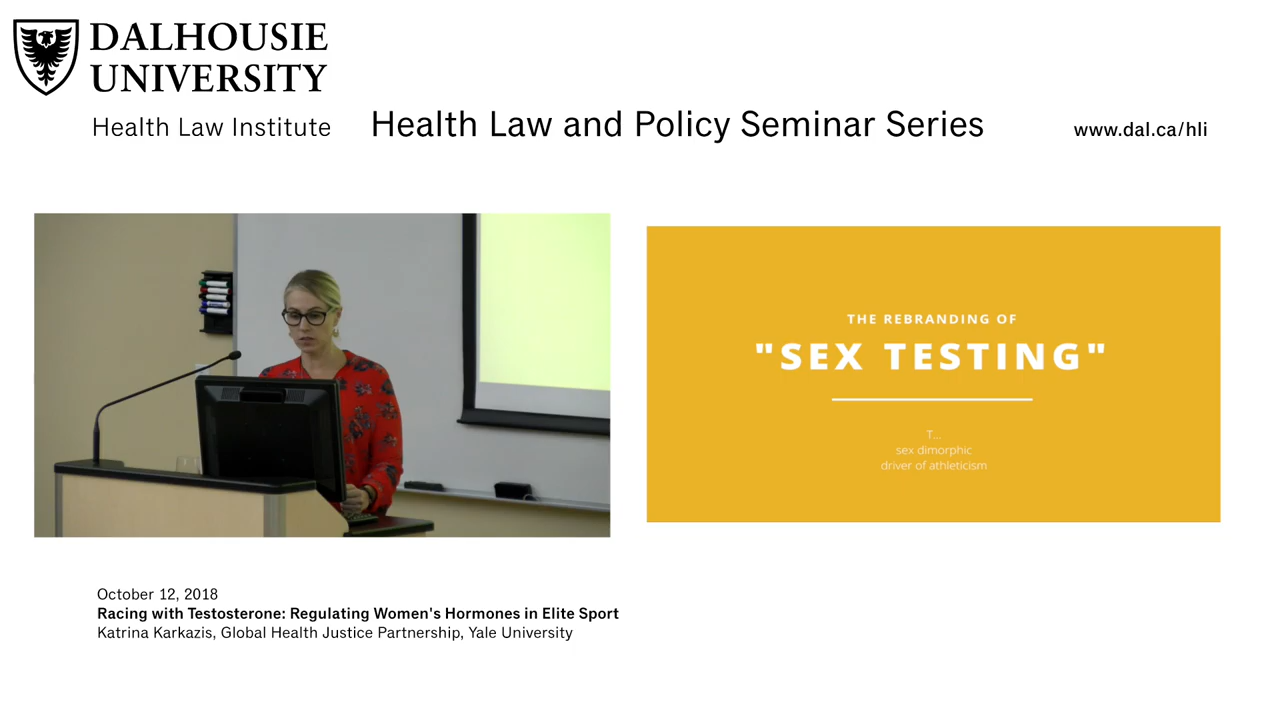 DALHOUSIE
UNIVERSITY
Health Law Institute
Health Law and Policy Seminar Series
www.dal.ca/hli
THE REBRANDING OF
"SEX TESTING"
T...
sex dimorphic
driver of athleticism
October 12, 2018
Racing with Testosterone: Regulating Women's Hormones in Elite Sport
Katrina Karkazis, Global Health Justice Partnership, Yale University